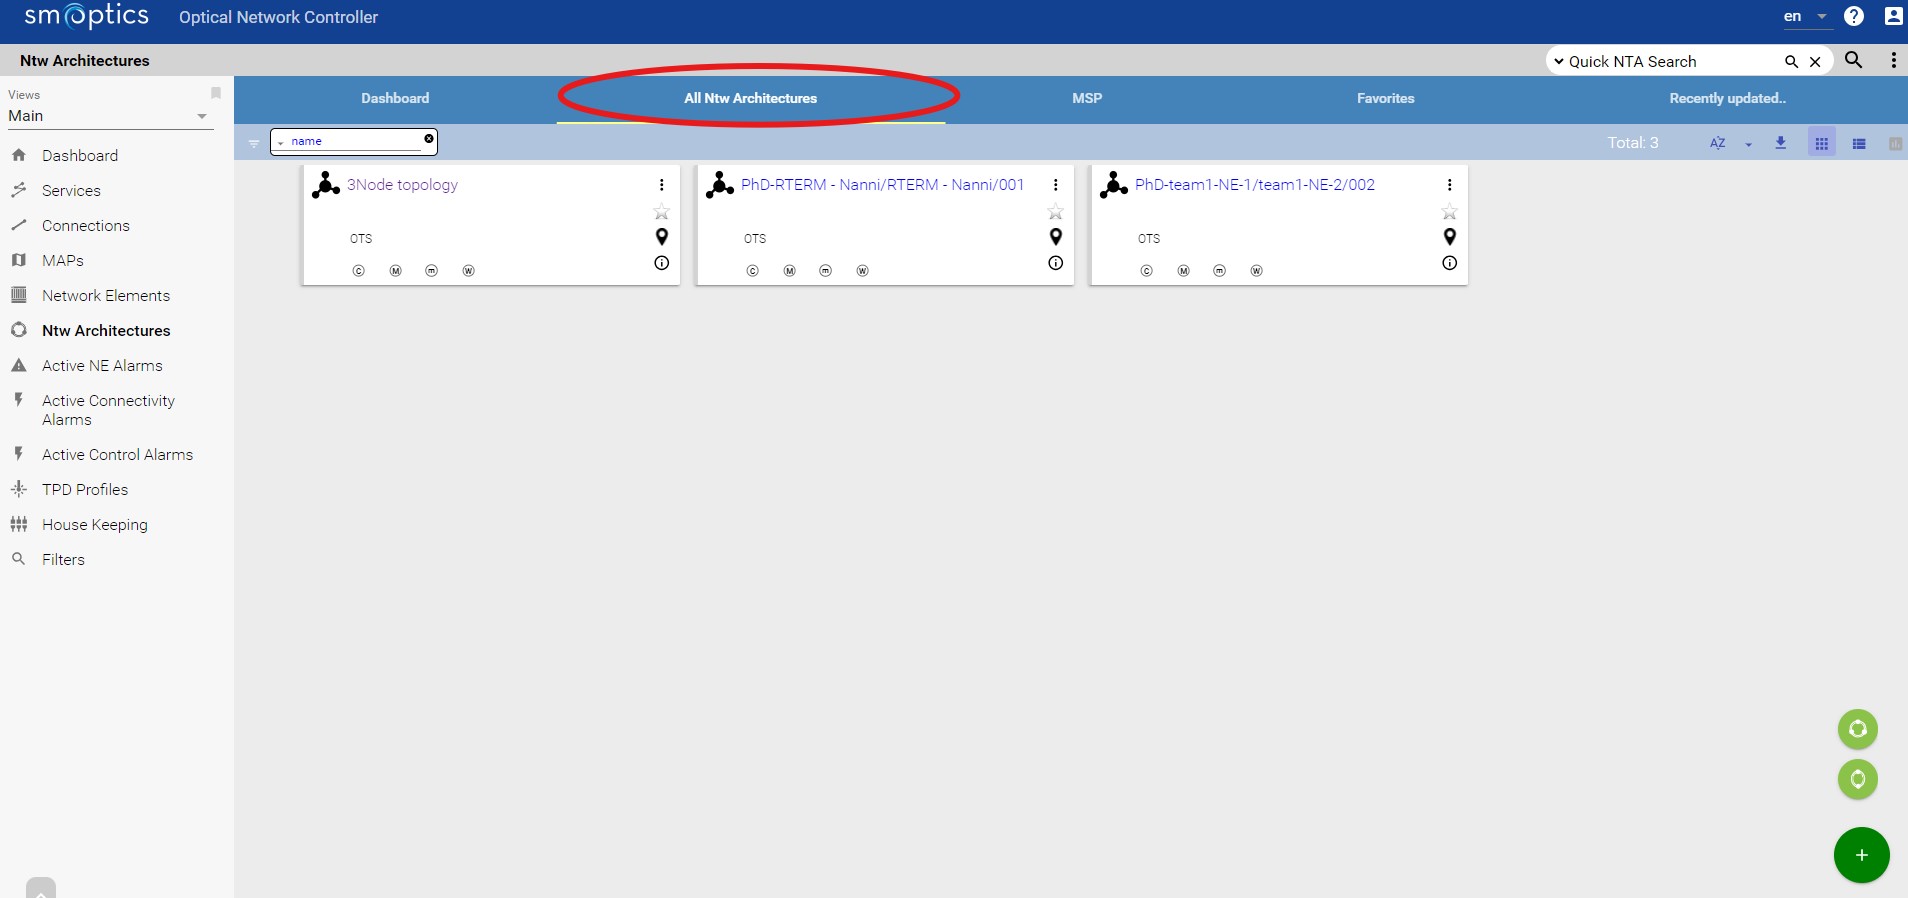 smoptics Optical Network Controller
en
Ntw Architectures
Quick NTA Search
Views
Main
Dashboard
Services
Connections
MAPs
Network Elements
Ntw Architectures
Active NE Alarms
Active Connectivity
Alarms
Active Control Alarms
TPD Profiles
House Keeping
Filters
Dashboard All Ntw Architectures MSP Favorites Recently updated..
name
Total: 3
AZ
3Node topology
OTS
C M m W
PhD-RTERM - Nanni/RTERM - Nanni/001
OTS
C M m W
PhD-team1-NE-1/team1-NE-2/002
OTS
C M m W